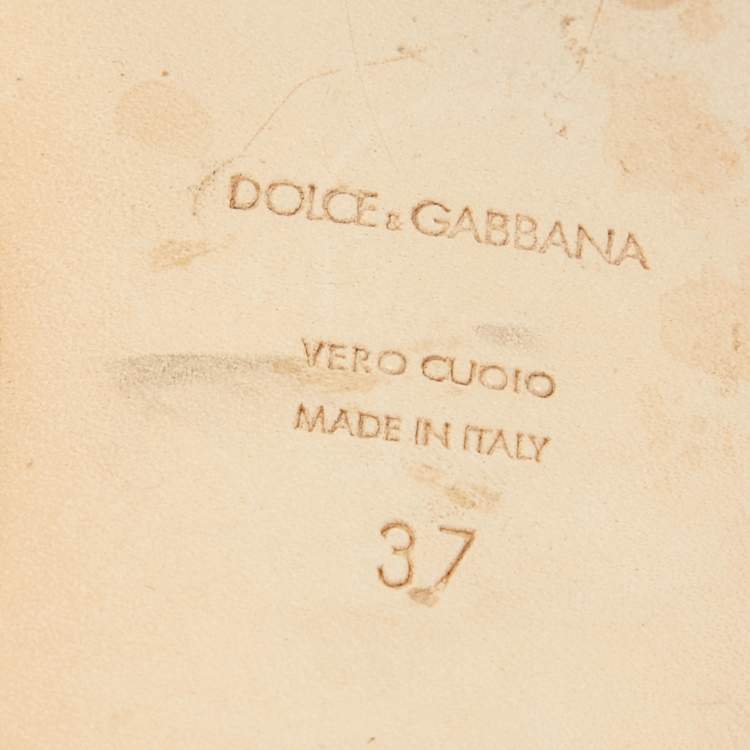 DOLCE & GABBANA
VERO CUOIO
MADE IN ITALY
37